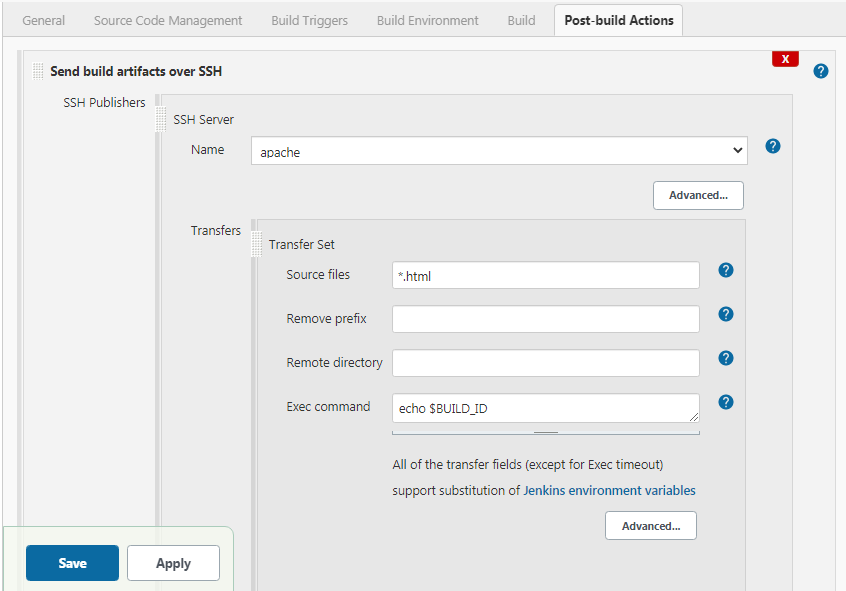 General Source Code Management Build Triggers Build Environment Build Post-build Actions
X
Send build artifacts over SSH ?
SSH Publishers
SSH Server
Name apache ?
Advanced...
Transfers
Transfer Set
Source files *.html ?
Remove prefix ?
Remote directory ?
Exec command echo $BUILD_ID ?
All of the transfer fields (except for Exec timeout)
support substitution of Jenkins environment variables
Advanced...
Save Apply